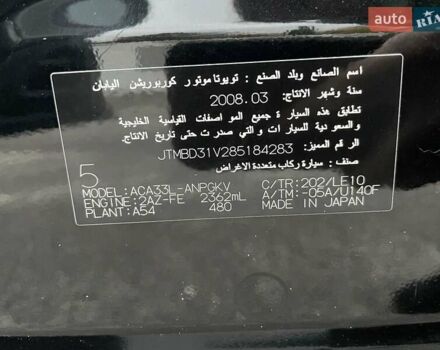 AUTO RIA
اسم الصانع وبلد الصنع : تويوتا موتور كوربوريشن اليابان
سنة وشهر الانتاج: 2008.03
تطابق هذه السيارة جميع المواصفات القياسية الخليجية
والسعودية للسيارات والتي صدرت حتى تاريخ الانتاج.
الرقم المميز: JTMBD31V285184283
صنف : سيارة ركاب متعددة الاغراض
5
MODEL: ACA33L-ANPGKV C/TR: 202/LE10
ENGINE: 2AZ-FE 2362mL A/TM: -05A/U140F
PLANT: A54 480 MADE IN JAPAN